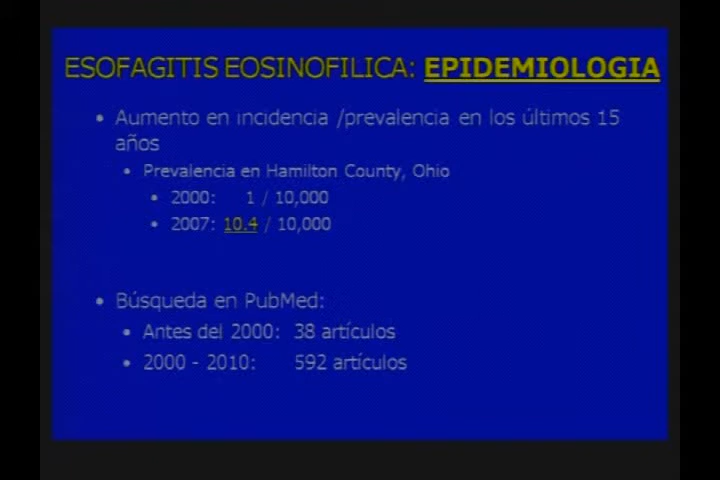 ESOFAGITIS EOSINOFILICA: EPIDEMIOLOGIA
• Aumento en incidencia /prevalencia en los últimos 15
años
• Prevalencia en Hamilton County, Ohio
• 2000: 1 / 10,000
• 2007: 10.4 / 10,000
• Búsqueda en PubMed:
• Antes del 2000: 38 artículos
• 2000 - 2010: 592 artículos